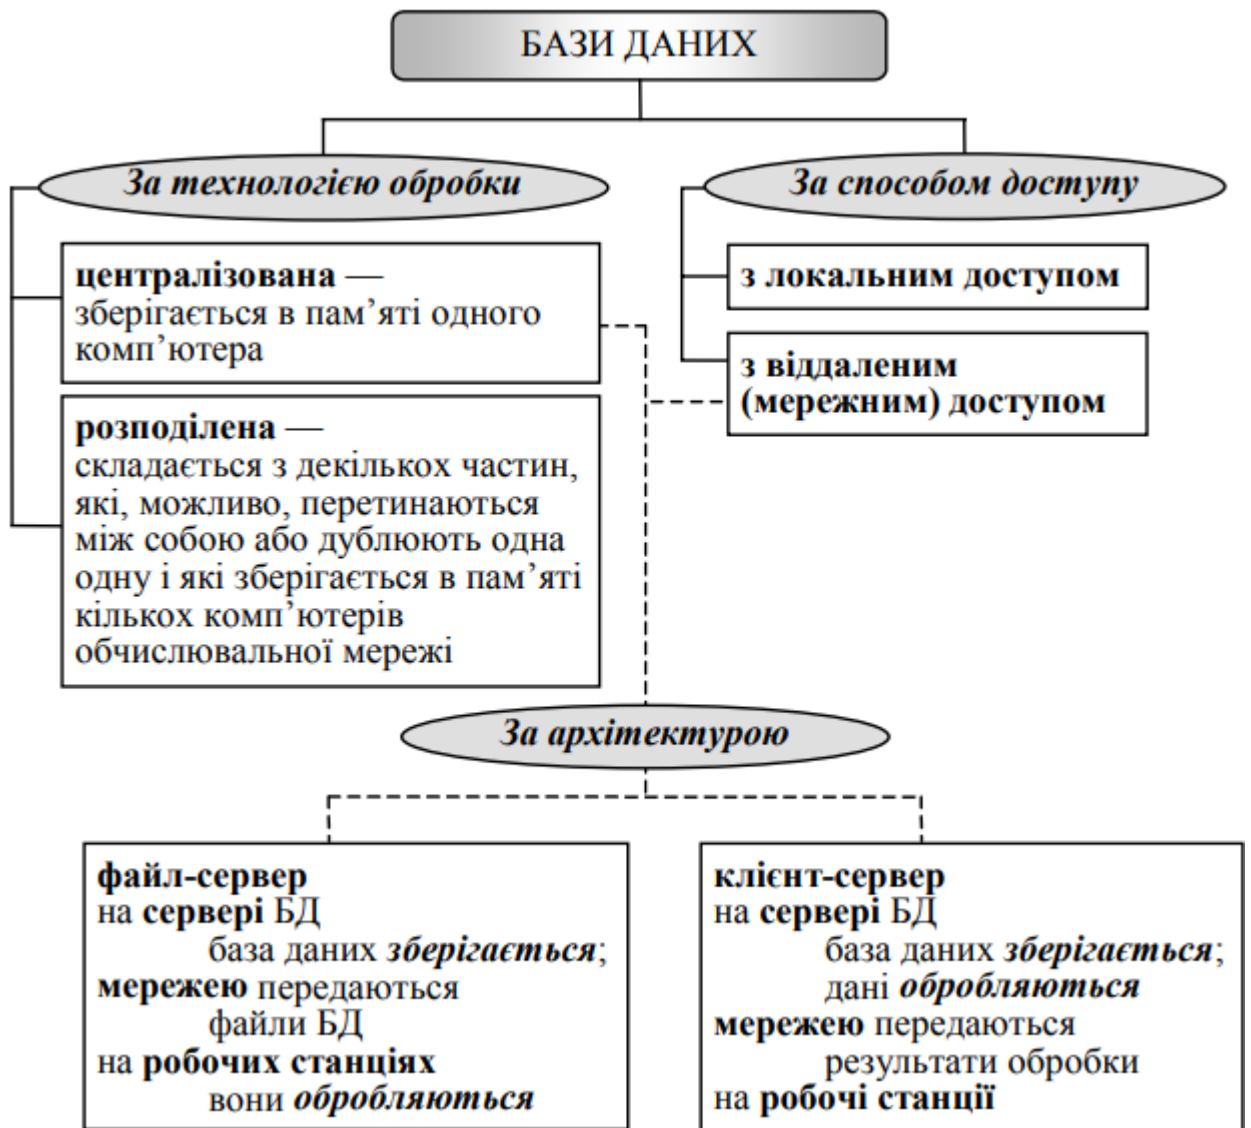 БАЗИ ДАНИХ
За технологією обробки
централізована —
зберігається в пам’яті одного
комп’ютера
розподілена —
складається з декількох частин,
які, можливо, перетинаються
між собою або дублюють одна
одну і які зберігається в пам’яті
кількох комп’ютерів
обчислювальної мережі
За способом доступу
з локальним доступом
з віддаленим
(мережним) доступом
За архітектурою
файл-сервер
на сервері БД
база даних зберігається;
мережею передаються
файли БД
на робочих станціях
вони обробляються
клієнт-сервер
на сервері БД
база даних зберігається;
дані обробляються
мережею передаються
результати обробки
на робочі станції